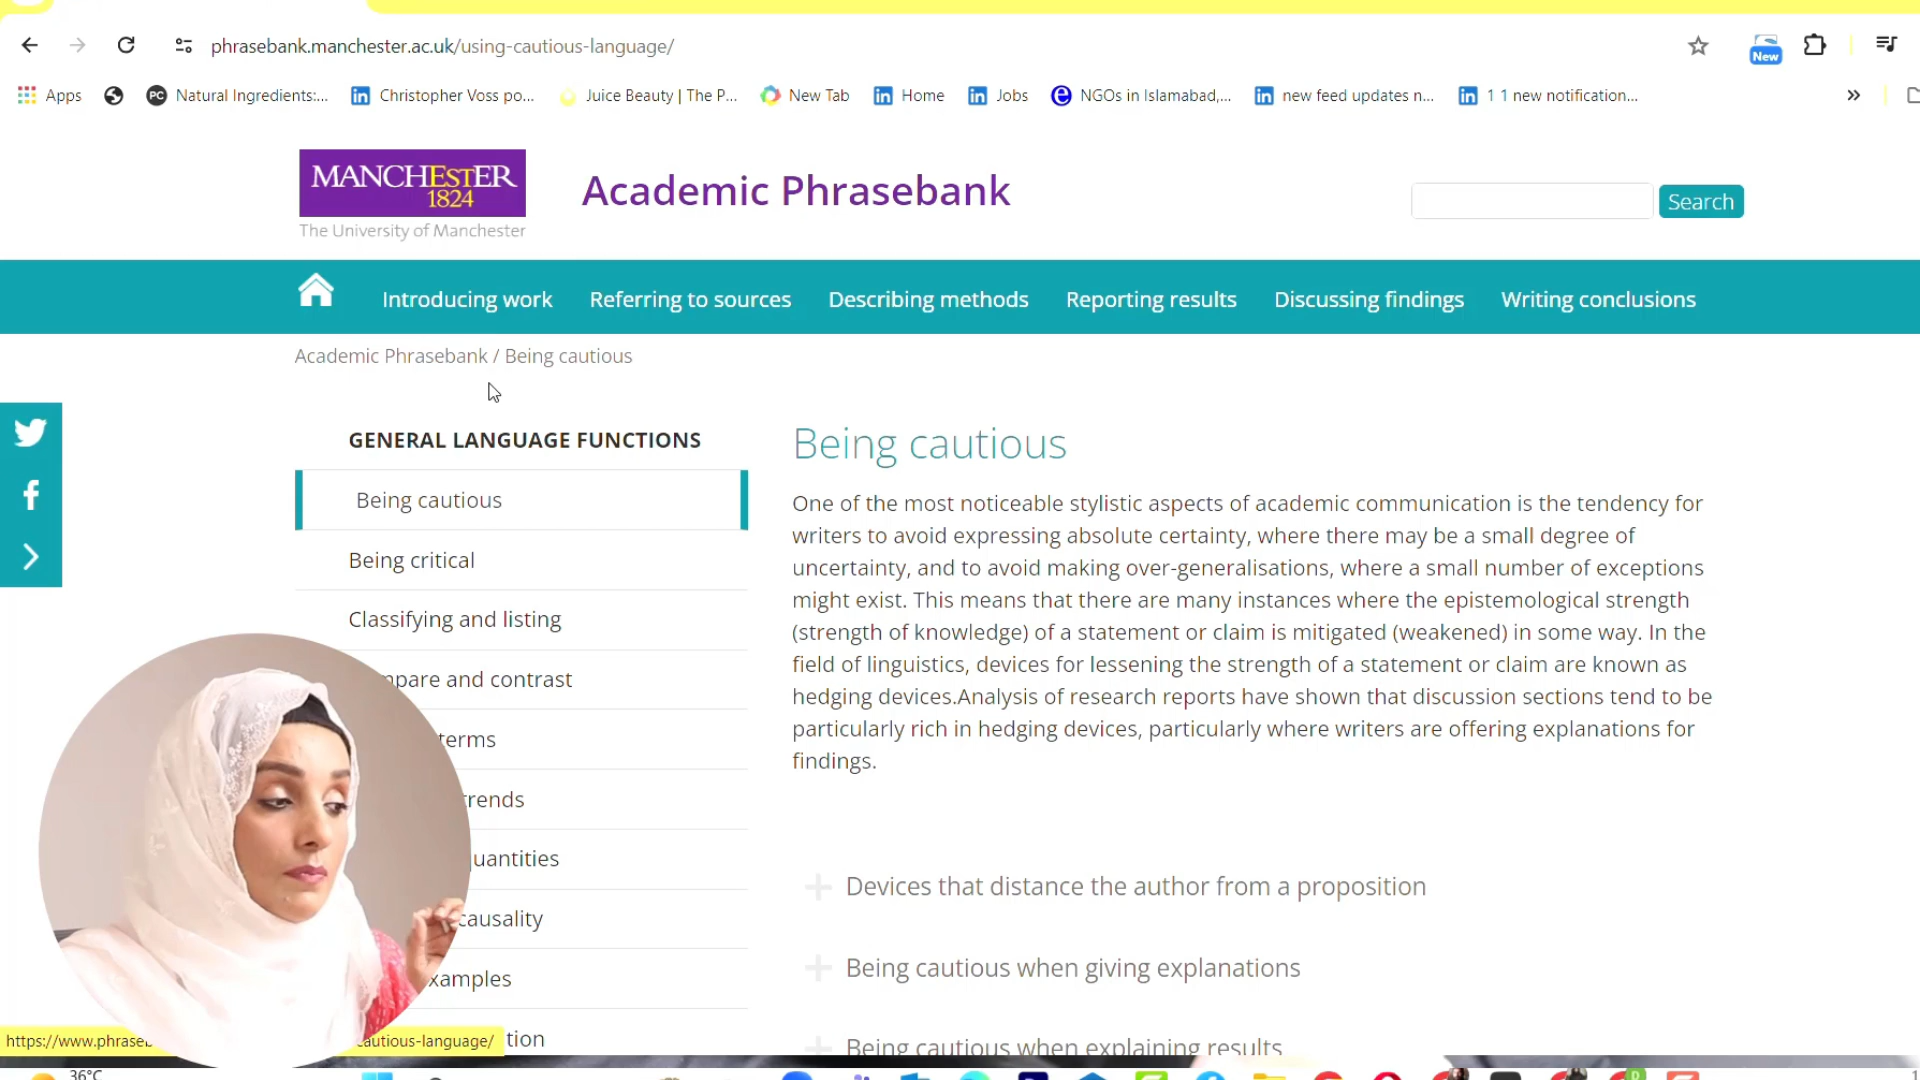 phrasebank.manchester.ac.uk/using-cautious-language/
New
Apps
PC Natural Ingredients:...
in Christopher Voss po...
Juice Beauty | The P...
New Tab
in Home
in Jobs
e NGOs in Islamabad,...
in new feed updates n...
in 1 1 new notification...
MANCHESTER
1824
The University of Manchester
Academic Phrasebank
Search
Introducing work Referring to sources Describing methods Reporting results Discussing findings Writing conclusions
Academic Phrasebank / Being cautious
GENERAL LANGUAGE FUNCTIONS
Being cautious
Being critical
Classifying and listing
pare and contrast
terms
rends
uantities
causality
xamples
tion
Being cautious
One of the most noticeable stylistic aspects of academic communication is the tendency for
writers to avoid expressing absolute certainty, where there may be a small degree of
uncertainty, and to avoid making over-generalisations, where a small number of exceptions
might exist. This means that there are many instances where the epistemological strength
(strength of knowledge) of a statement or claim is mitigated (weakened) in some way. In the
field of linguistics, devices for lessening the strength of a statement or claim are known as
hedging devices.Analysis of research reports have shown that discussion sections tend to be
particularly rich in hedging devices, particularly where writers are offering explanations for
findings.
Devices that distance the author from a proposition
Being cautious when giving explanations
Being cautious when explaining results
https://www.phraseb
cautious-language/
36°C